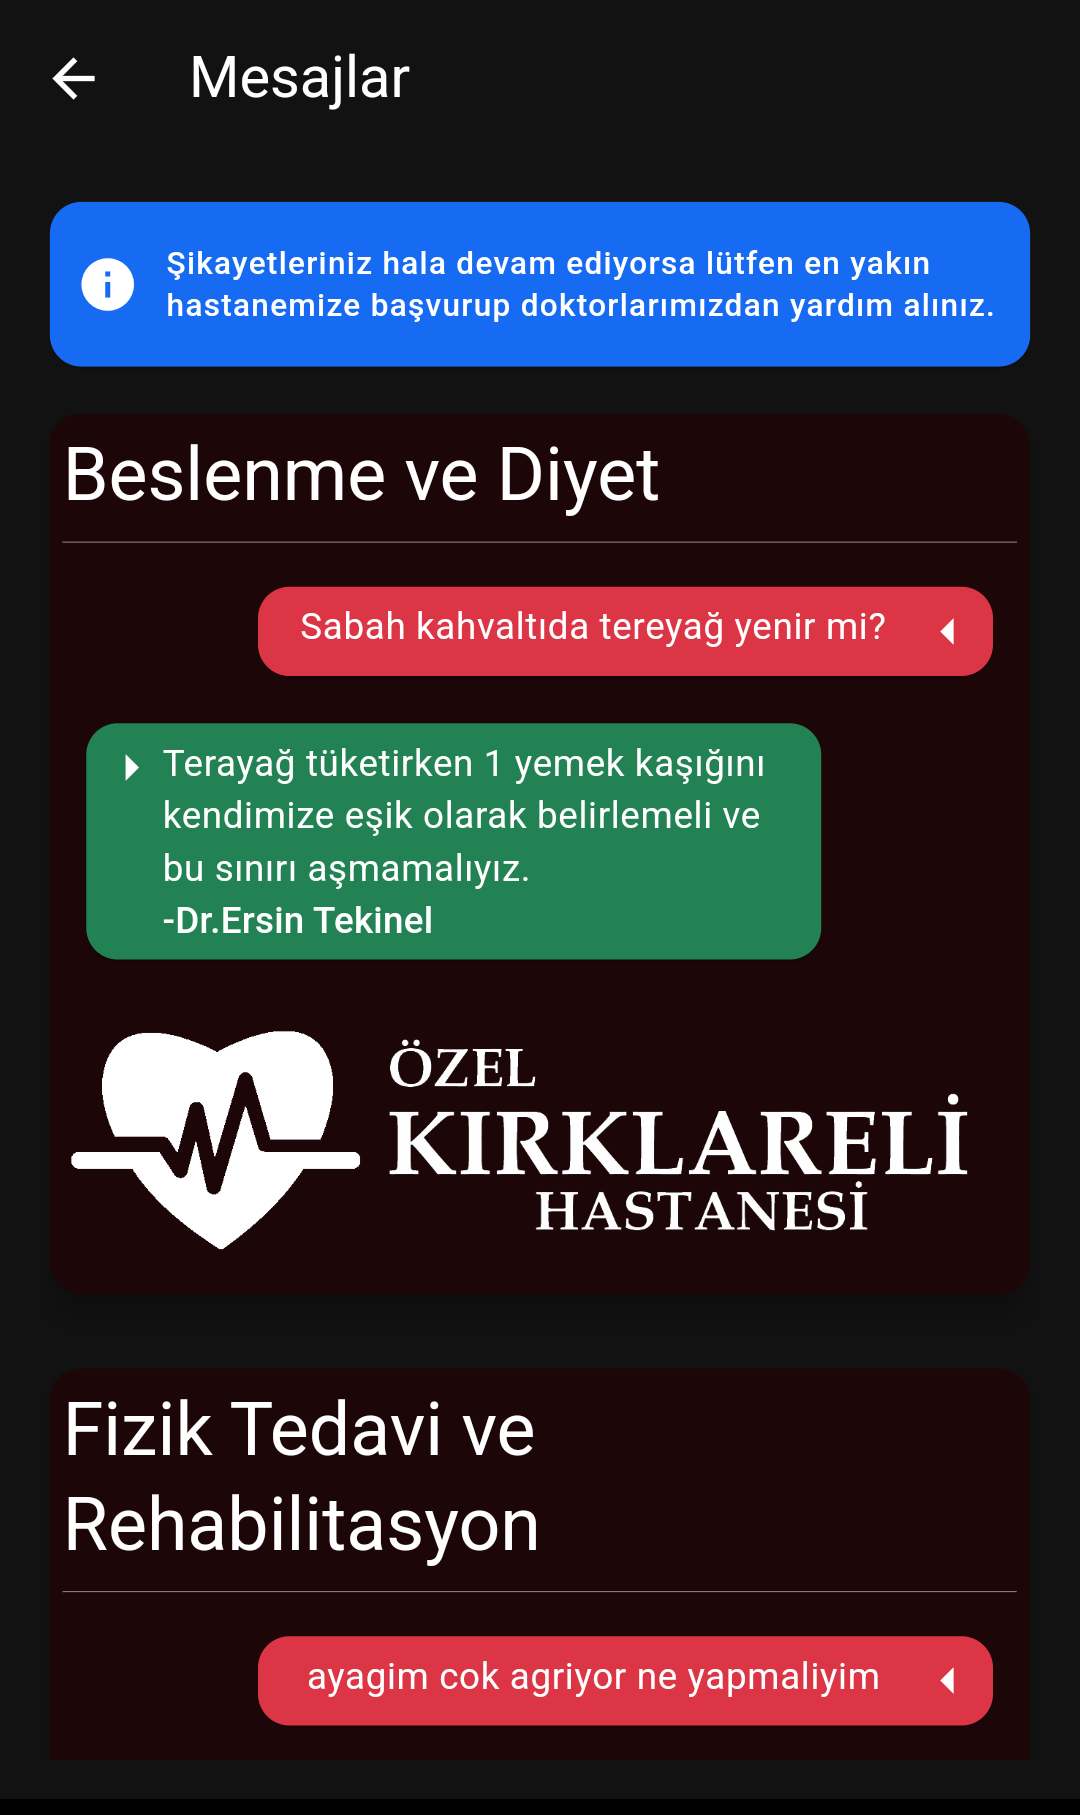 Mesajlar
Şikayetleriniz hala devam ediyorsa lütfen en yakın
hastanemize başvurup doktorlarımızdan yardım alınız.
Beslenme ve Diyet
Sabah kahvaltıda tereyağ yenir mi?
Terayağ tüketirken 1 yemek kaşığını
kendimize eşik olarak belirlemeli ve
bu sınırı aşmamalıyız.
-Dr.Ersin Tekinel
ÖZEL
KIRKLARELİ
HASTANESİ
Fizik Tedavi ve
Rehabilitasyon
ayagim cok agriyor ne yapmaliyim